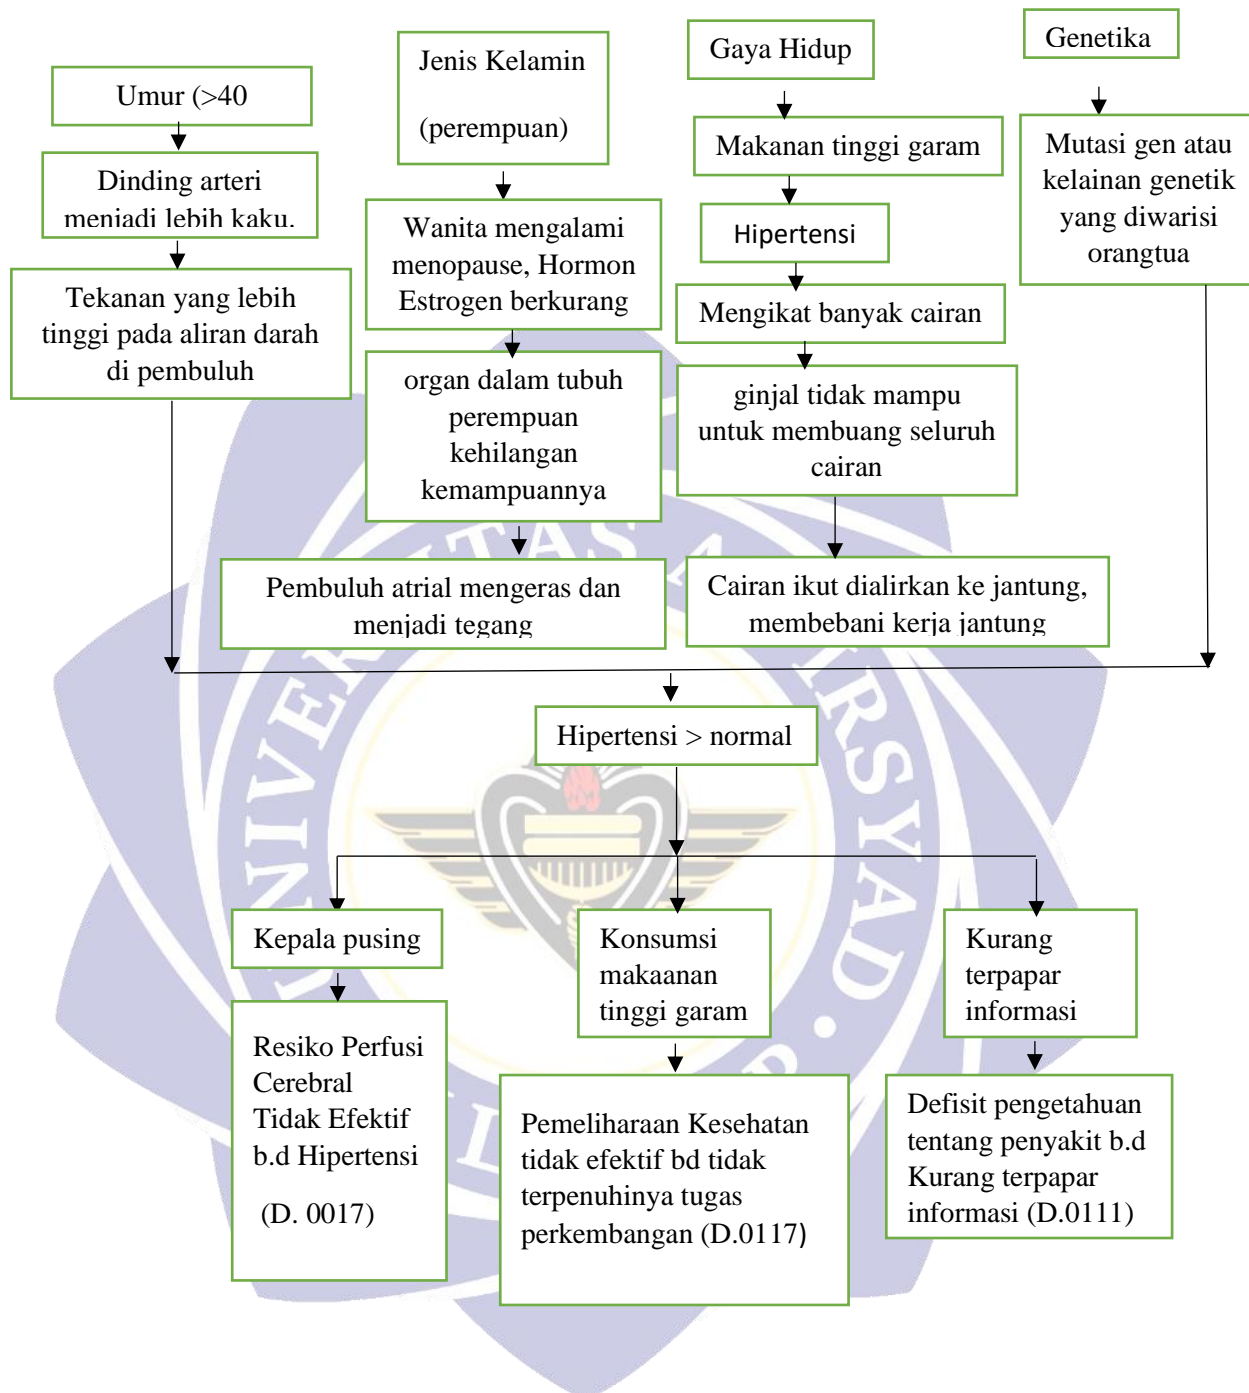 Umur (>40
Dinding arteri
menjadi lebih kaku.
Tekanan yang lebih
tinggi pada aliran darah
di pembuluh
Jenis Kelamin
(perempuan)
Wanita mengalami
menopause, Hormon
Estrogen berkurang
organ dalam tubuh
perempuan
kehilangan
kemampuannya
Pembuluh atrial mengeras dan
menjadi tegang
Gaya Hidup
Makanan tinggi garam
Hipertensi
Mengikat banyak cairan
ginjal tidak mampu
untuk membuang seluruh
cairan
Cairan ikut dialirkan ke jantung,
membebani kerja jantung
Genetika
Mutasi gen atau
kelainan genetik
yang diwarisi
orangtua
Hipertensi > normal
Kepala pusing
Resiko Perfusi
Cerebral
Tidak Efektif
b.d Hipertensi
(D. 0017)
Konsumsi
makaanan
tinggi garam
Pemeliharaan Kesehatan
tidak efektif bd tidak
terpenuhinya tugas
perkembangan (D.0117)
Kurang
terpapar
informasi
Defisit pengetahuan
tentang penyakit b.d
Kurang terpapar
informasi (D.0111)